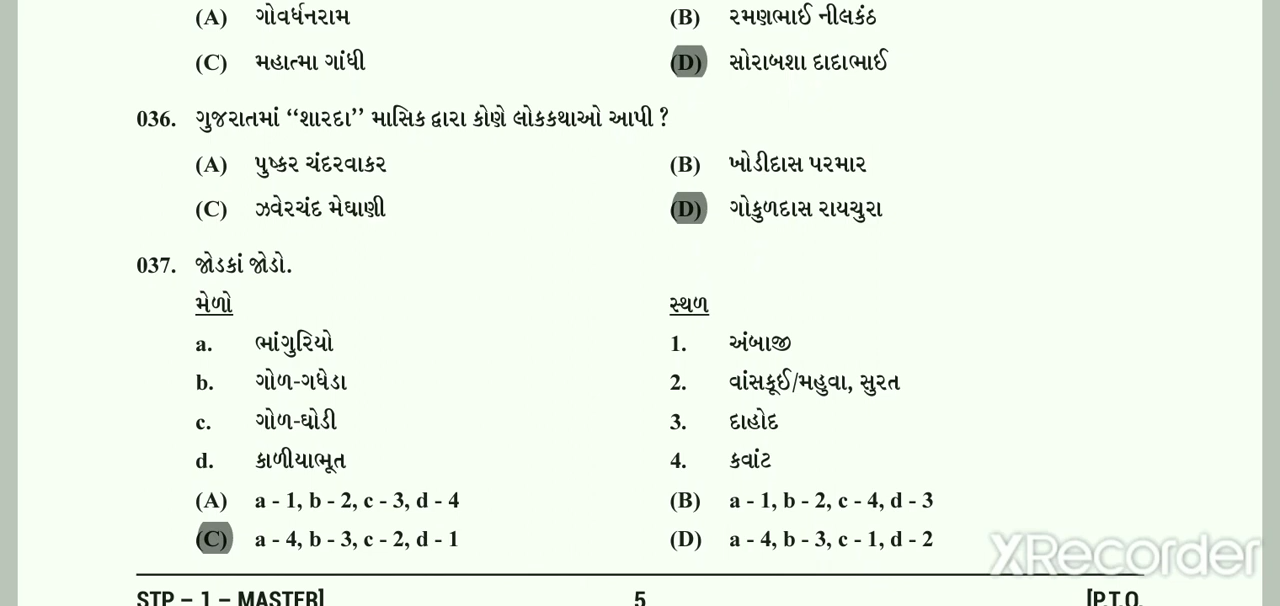 (A) ગોવર્ધનરામ (B) રમણભાઈ નીલકંઠ
(C) મહાત્મા ગાંધી (D) સોરાબશા દાદાભાઈ
036. ગુજરાતમાં “શારદા” માસિક દ્વારા કોણે લોકકથાઓ આપી ?
(A) પુષ્કર ચંદરવાકર (B) ખોડીદાસ પરમાર
(C) ઝવેરચંદ મેઘાણી (D) ગોકુળદાસ રાયચુરા
037. જોડકાં જોડો.
મેળો સ્થળ
a. ભાંગુરિયો 1. અંબાજી
b. ગોળ-ગધેડા 2. વાંસકૂઈ/મહુવા, સુરત
c. ગોળ-ઘોડી 3. દાહોદ
d. કાળીયાભૂત 4. કવાંટ
(A) a - 1, b - 2, c - 3, d - 4 (B) a - 1, b - 2, c - 4, d - 3
(C) a - 4, b - 3, c - 2, d - 1 (D) a - 4, b - 3, c - 1, d - 2
XRecorder
STP – 1 – MASTER] 5 [P.T.O.